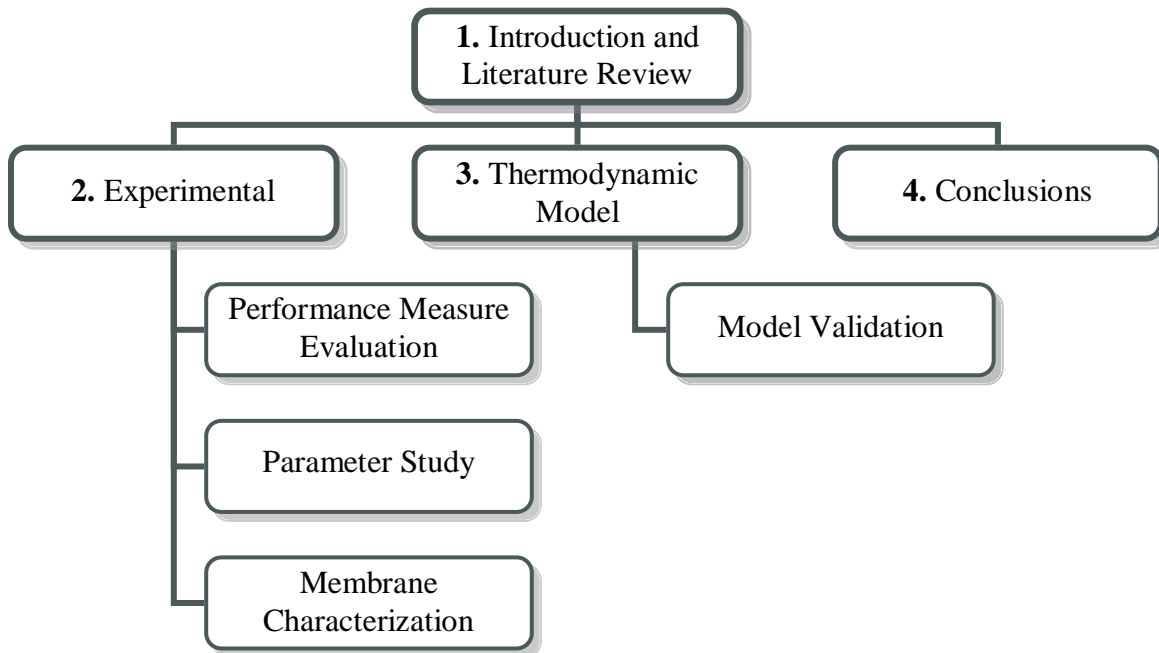 1. Introduction and
Literature Review
2. Experimental
3. Thermodynamic
Model
4. Conclusions
Performance Measure
Evaluation
Model Validation
Parameter Study
Membrane
Characterization